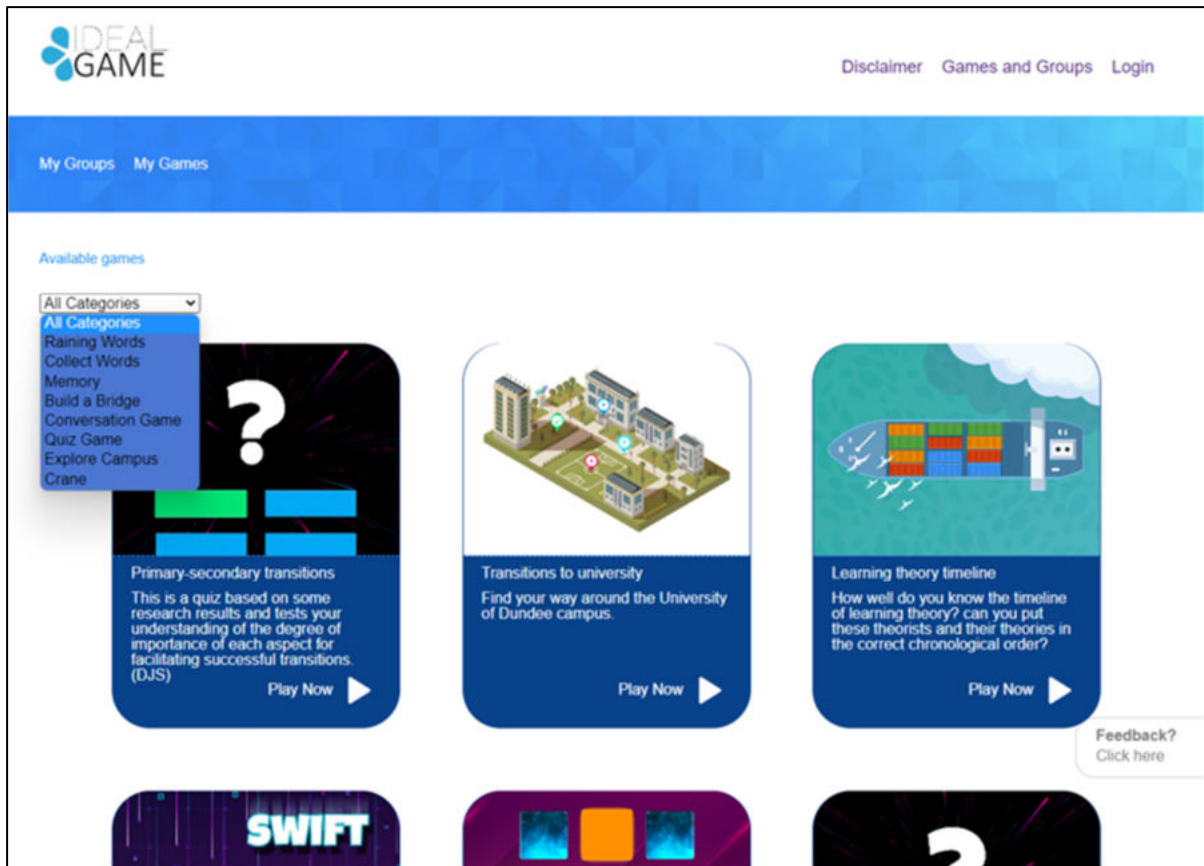 IDEAL
GAME
Disclaimer Games and Groups Login
My Groups My Games
Available games
All Categories
All Categories
Raining Words
Collect Words
Memory
Build a Bridge
Conversation Game
Quiz Game
Explore Campus
Crane
?
Primary-secondary transitions
This is a quiz based on some
research results and tests your
understanding of the degree of
importance of each aspect for
facilitating successful transitions.
(DJS)
Play Now
Transitions to university
Find your way around the University
of Dundee campus.
Play Now
Learning theory timeline
How well do you know the timeline
of learning theory? can you put
these theorists and their theories in
the correct chronological order?
Play Now
Feedback?
Click here
SWIFT
?